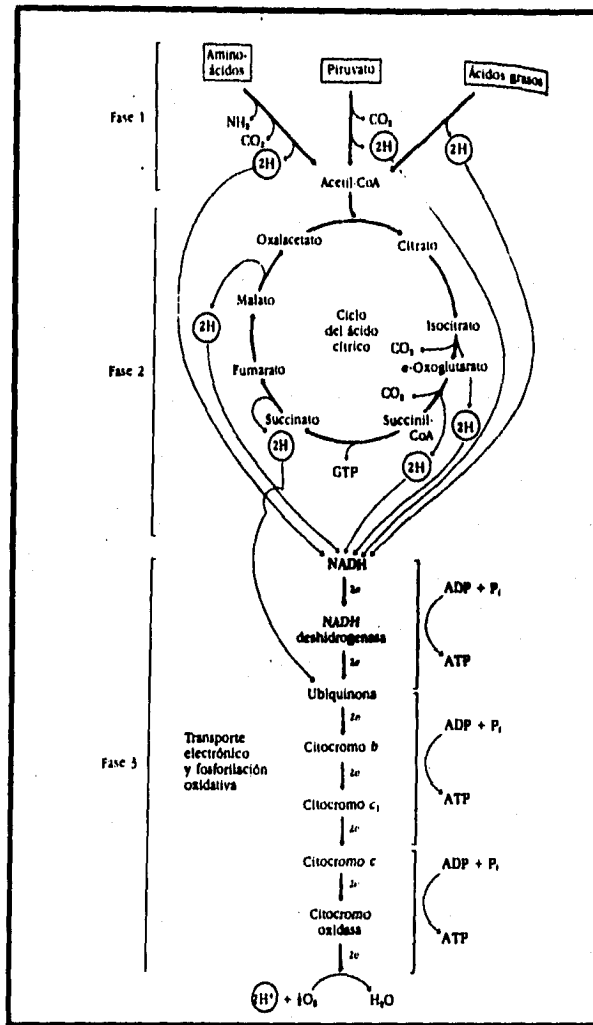 Amino-
ácidos
Piruvato
Ácidos grasos
Fase 1
NH₃
CO₂
2H
CO₂
2H
2H
Acetil-CoA
Oxalacetato
Citrato
Malato
2H
Ciclo
del ácido
cítrico
Isocitrato
CO₂
α-Oxoglutarato
Fase 2
Fumarato
CO₂
Succinato
Succinil-
CoA
2H
2H
2H
GTP
NADH
2e
ADP + Pᵢ
NADH
deshidrogenasa
2e
ATP
Ubiquinona
2e
ADP + Pᵢ
Transporte
electrónico
y fosforilación
oxidativa
Citocromo b
Fase 3
2e
ATP
Citocromo c₁
2e
Citocromo c
ADP + Pᵢ
2e
Citocromo
oxidasa
ATP
2e
2H⁺ + ½O₂
H₂O